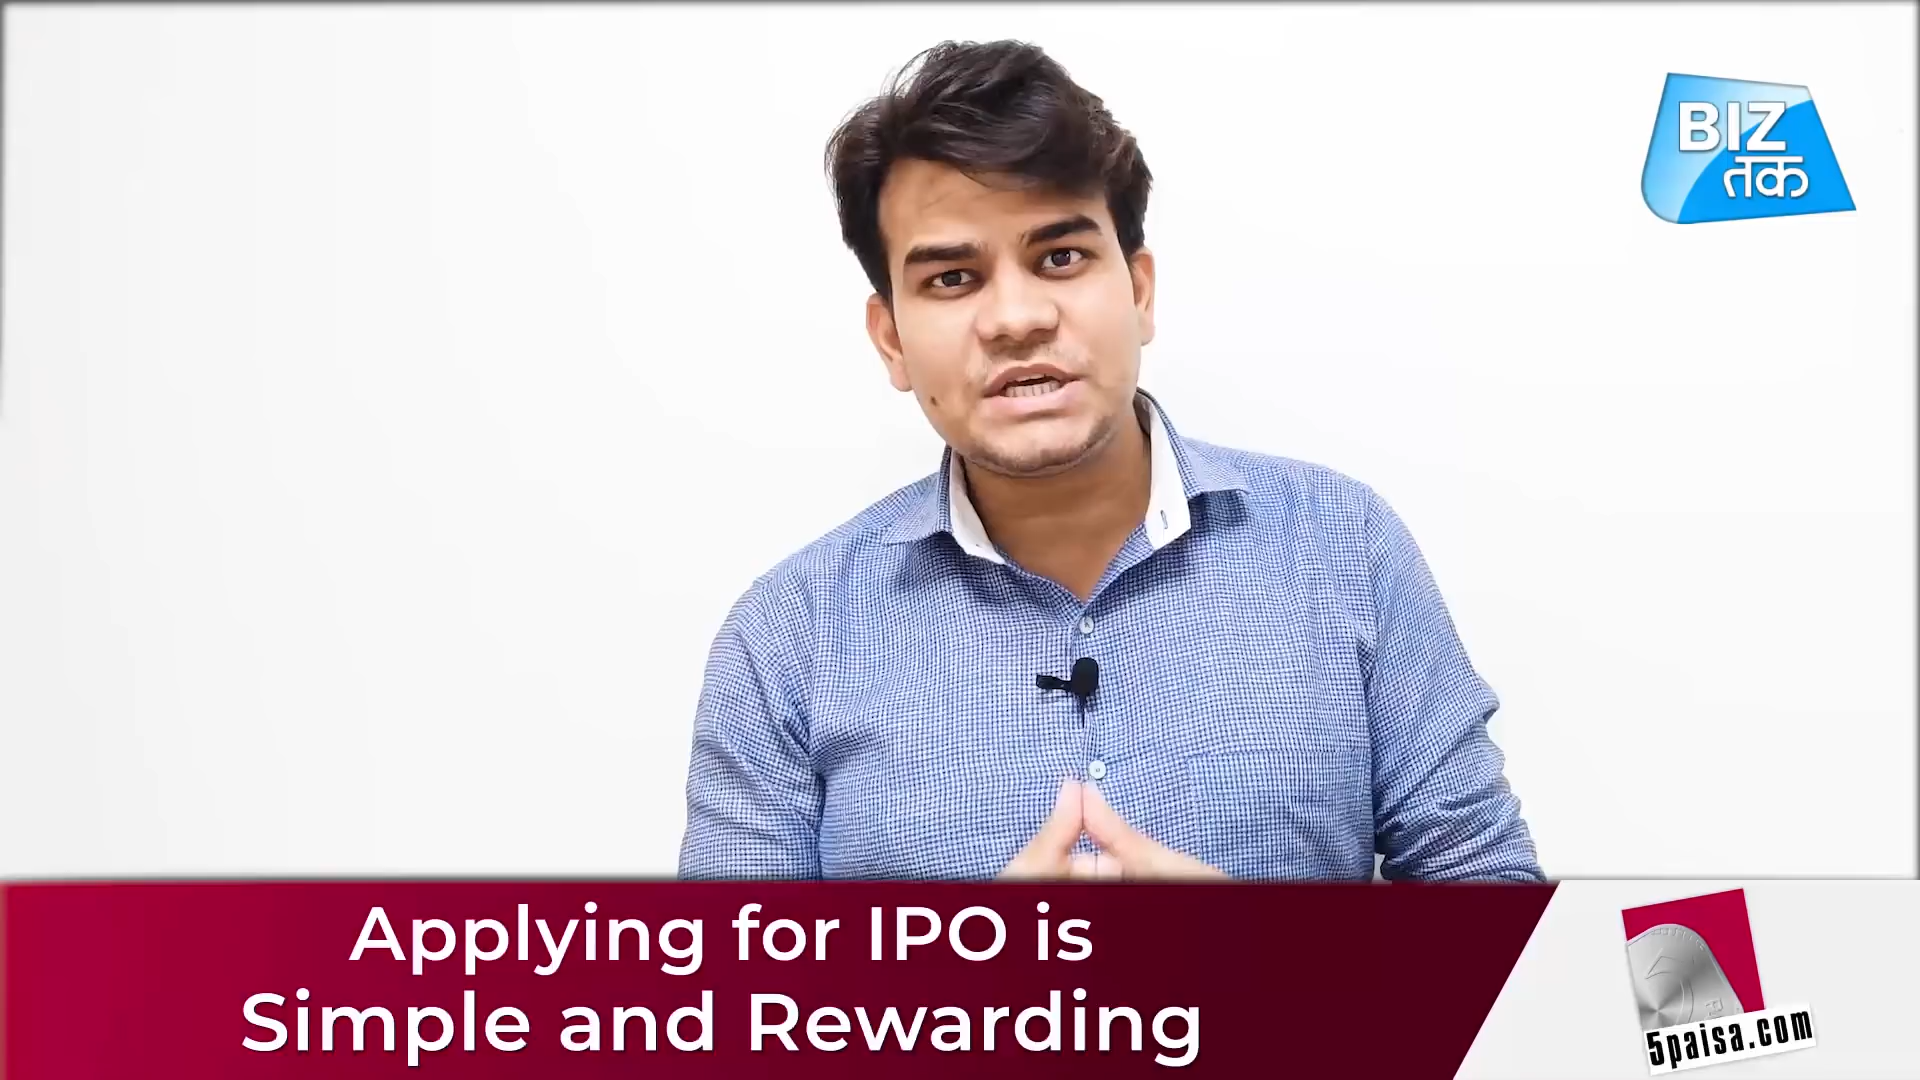 BIZ
तक
Applying for IPO is
Simple and Rewarding
5paisa.com